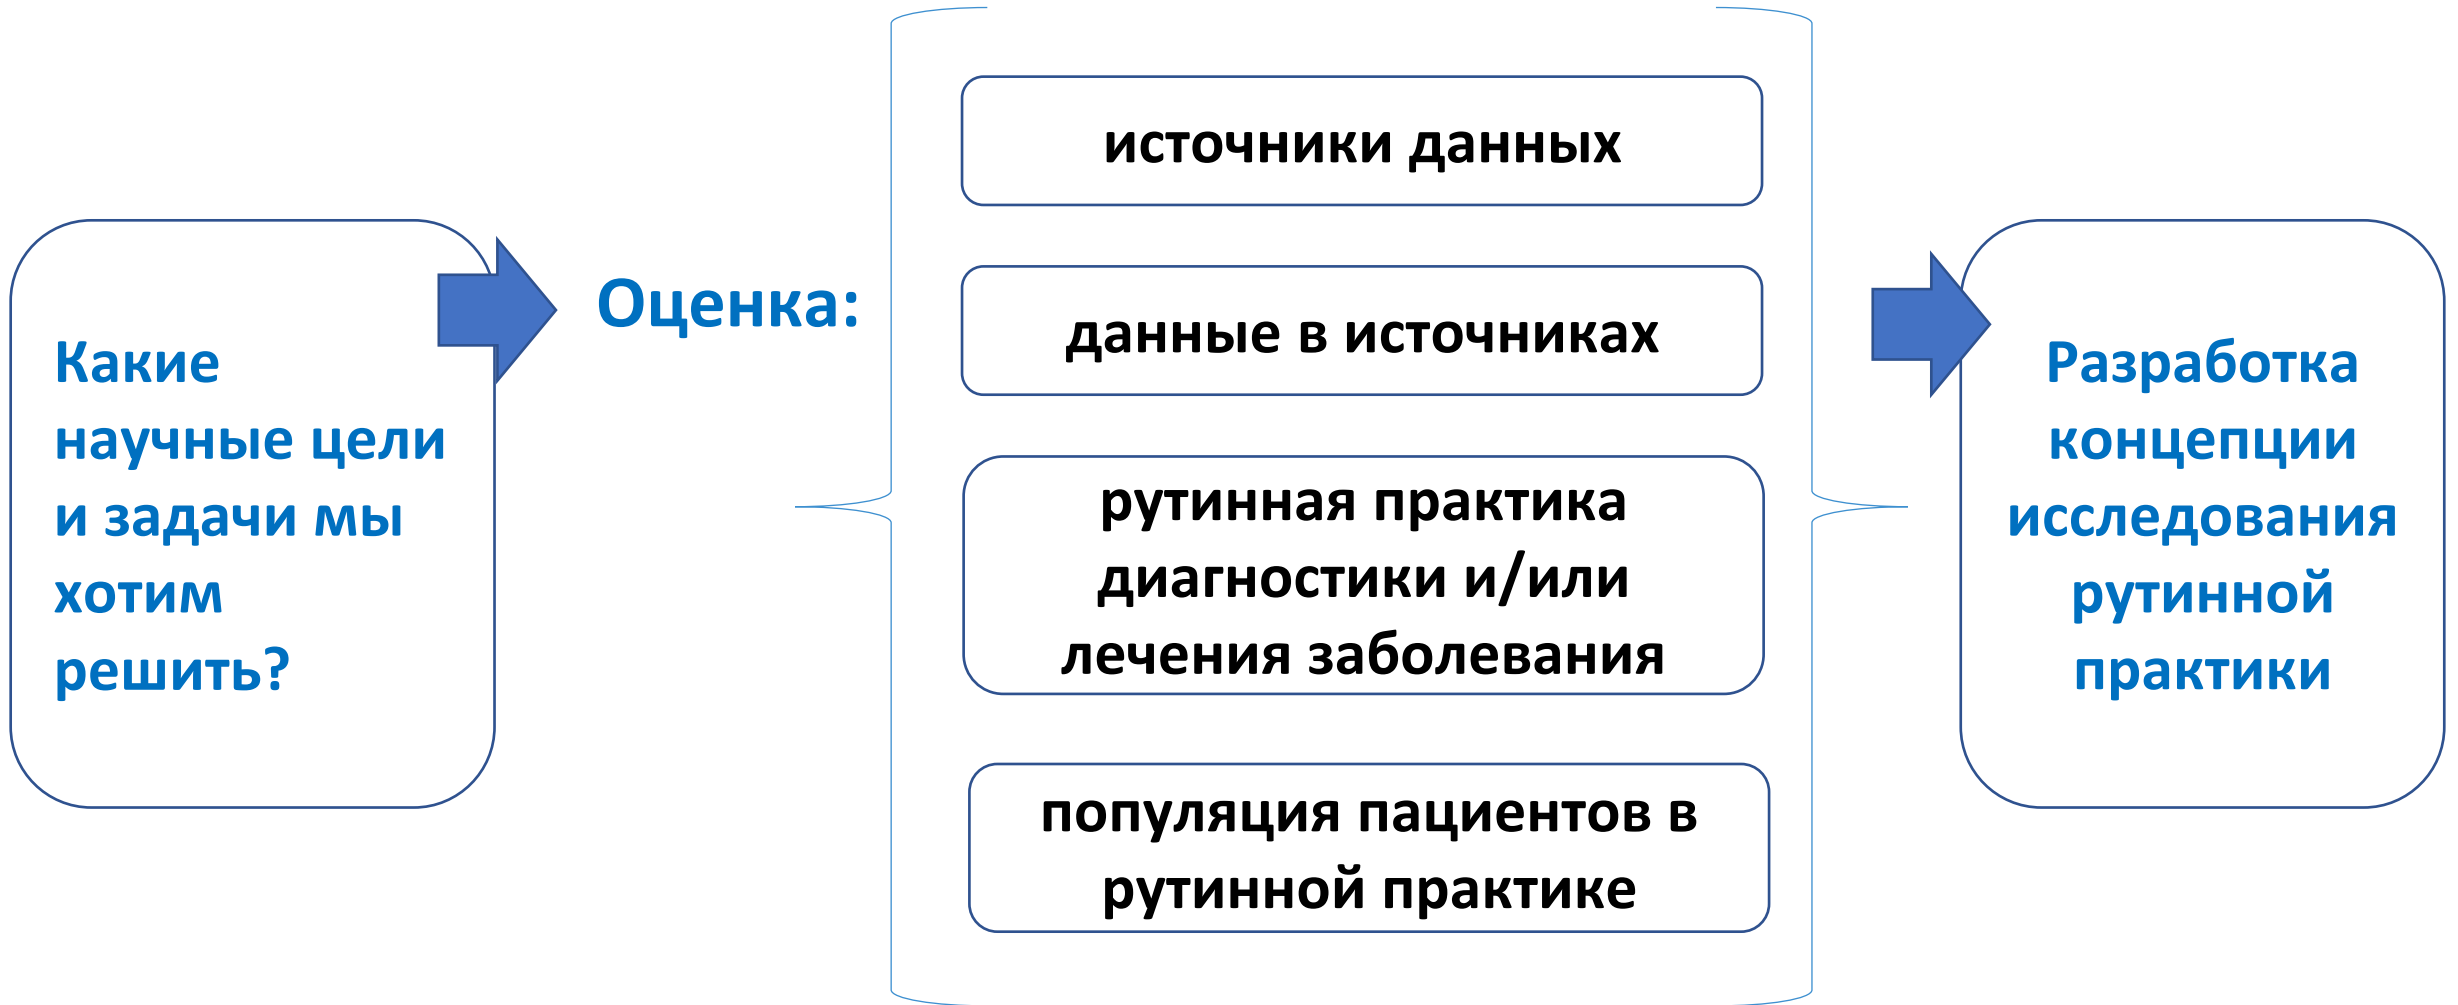 Какие
научные цели
и задачи мы
хотим
решить?
Оценка:
источники данных
данные в источниках
рутинная практика
диагностики и/или
лечения заболевания
популяция пациентов в
рутинной практике
Разработка
концепции
исследования
рутинной
практики